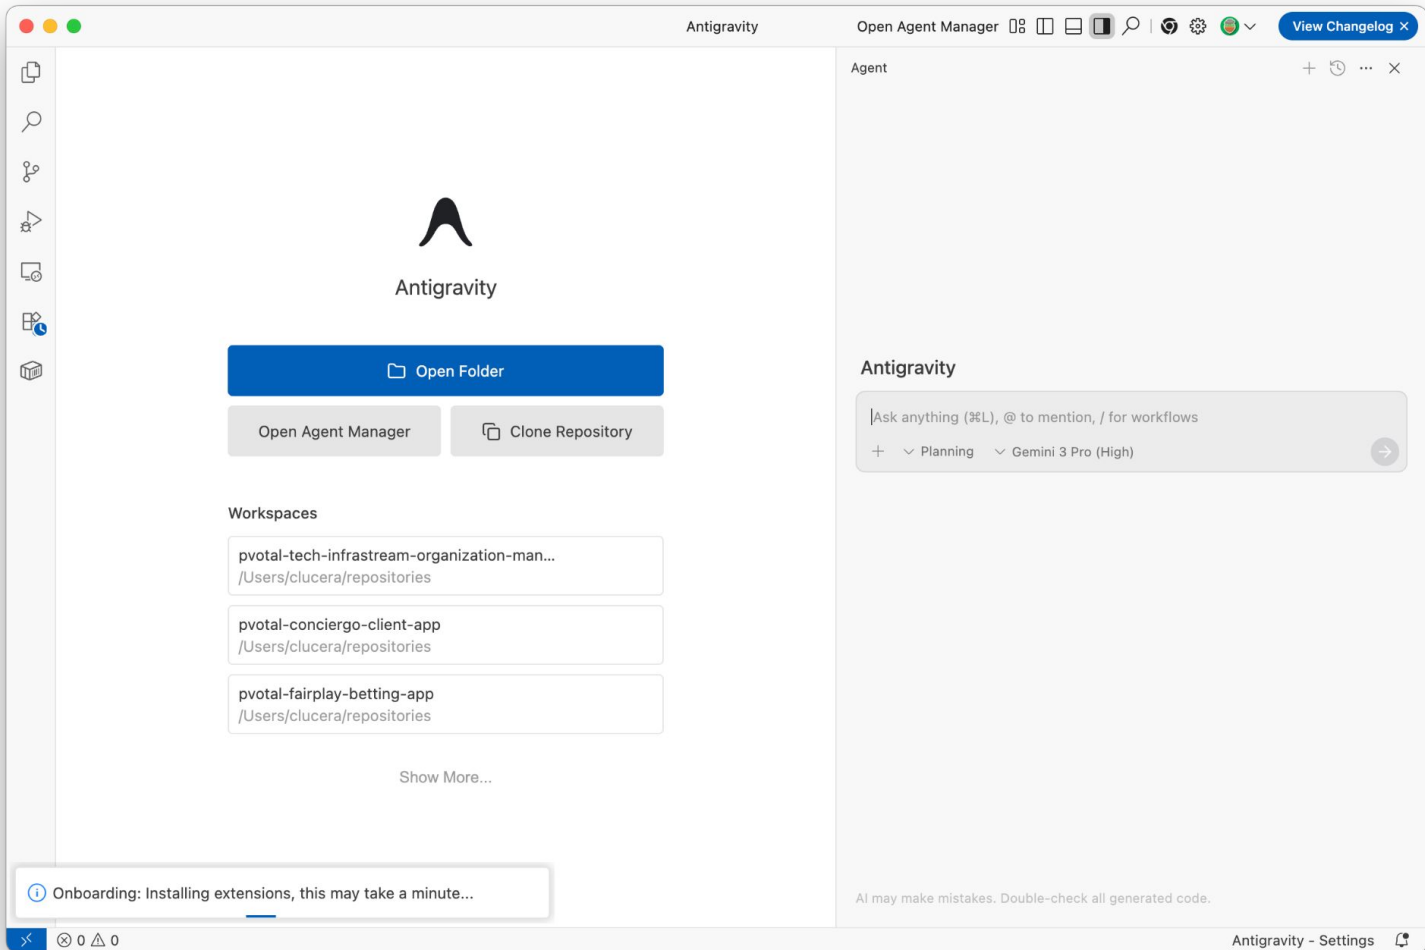 Antigravity
Open Agent Manager
View Changelog ×
Agent
Antigravity
Open Folder
Open Agent Manager
Clone Repository
Workspaces
pvotal-tech-infrastream-organization-man...
/Users/clucera/repositories
pvotal-conciergo-client-app
/Users/clucera/repositories
pvotal-fairplay-betting-app
/Users/clucera/repositories
Show More...
Antigravity
Ask anything (⌘L), @ to mention, / for workflows
Planning
Gemini 3 Pro (High)
AI may make mistakes. Double-check all generated code.
Onboarding: Installing extensions, this may take a minute...
0 0
Antigravity - Settings